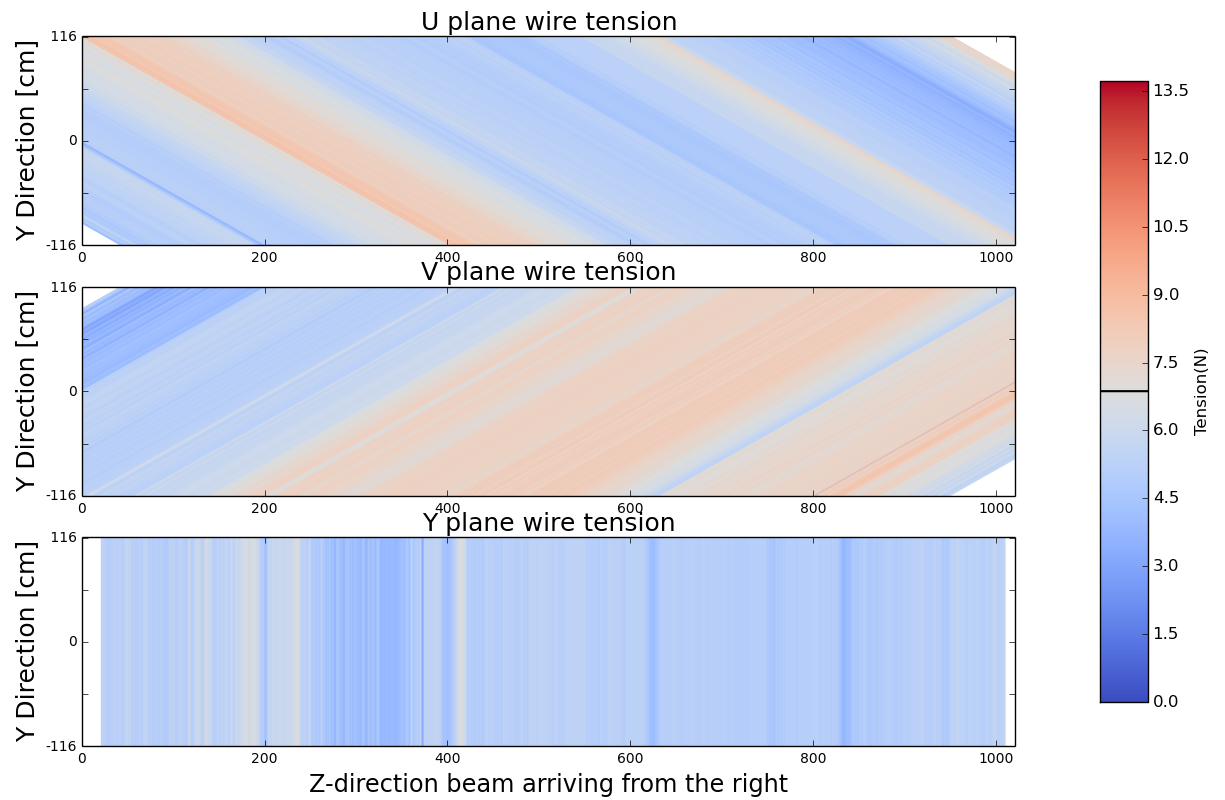 U plane wire tension
116
0
-116
Y Direction [cm]
0 200 400 600 800 1000
V plane wire tension
116
0
-116
Y Direction [cm]
0 200 400 600 800 1000
Y plane wire tension
116
0
-116
Y Direction [cm]
0 200 400 600 800 1000
Z-direction beam arriving from the right
13.5
12.0
10.5
9.0
7.5
6.0
4.5
3.0
1.5
0.0
Tension(N)